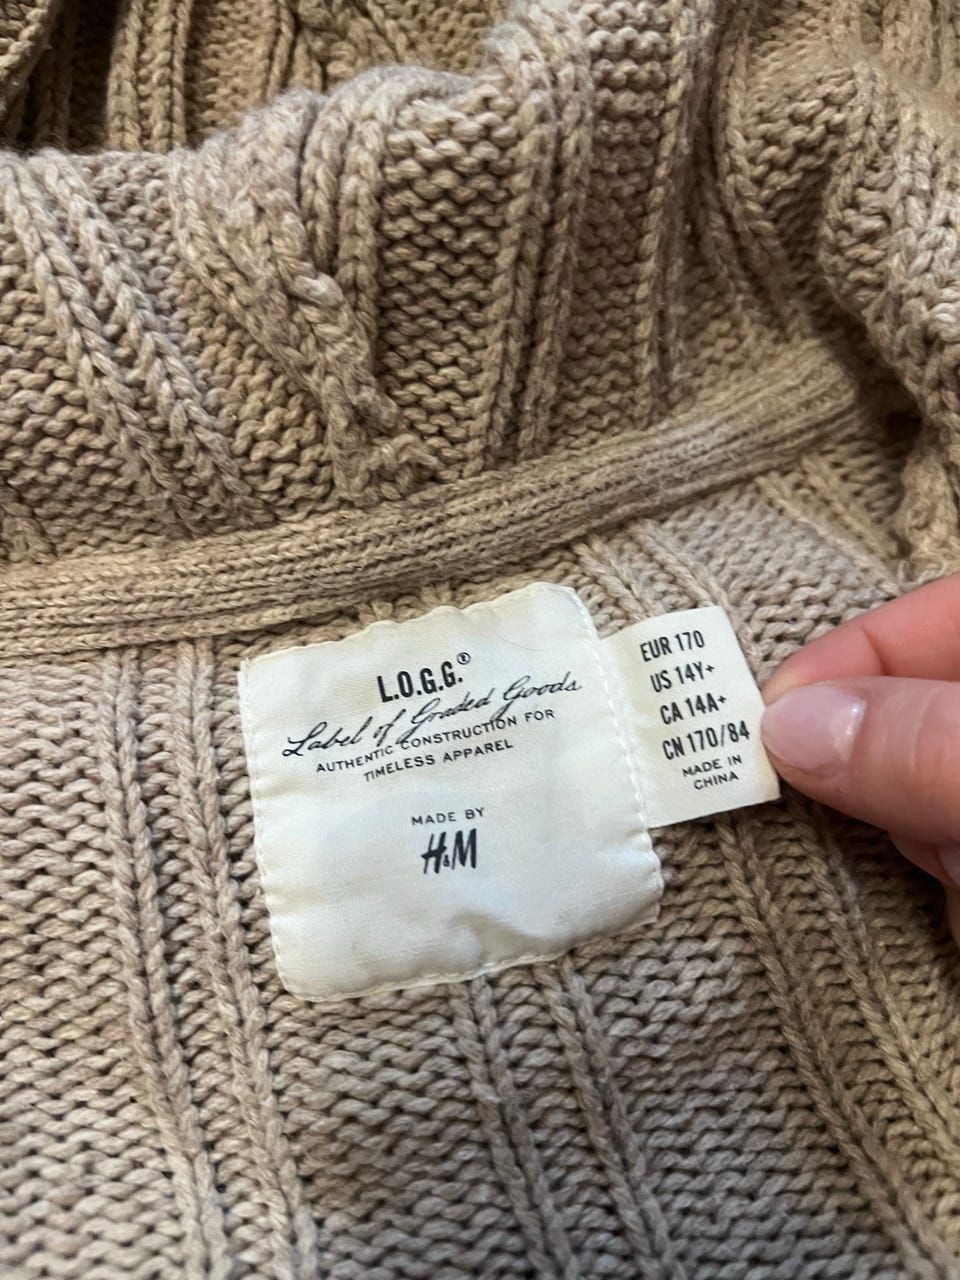 L.O.G.G.®
Label of Graded Goods
AUTHENTIC CONSTRUCTION FOR
TIMELESS APPAREL
MADE BY
H&M
EUR 170
US 14Y+
CA 14A+
CN 170/84
MADE IN
CHINA